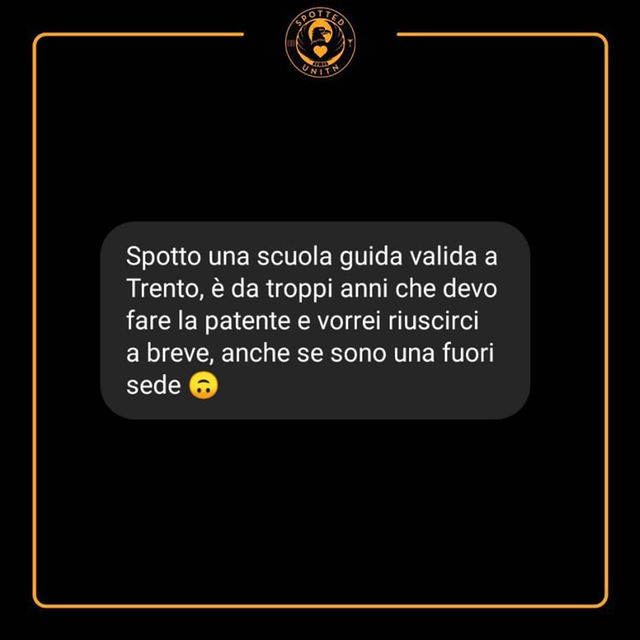 SPOTTED
UNITN
Spotto una scuola guida valida a
Trento, è da troppi anni che devo
fare la patente e vorrei riuscirci
a breve, anche se sono una fuori
sede 🙃